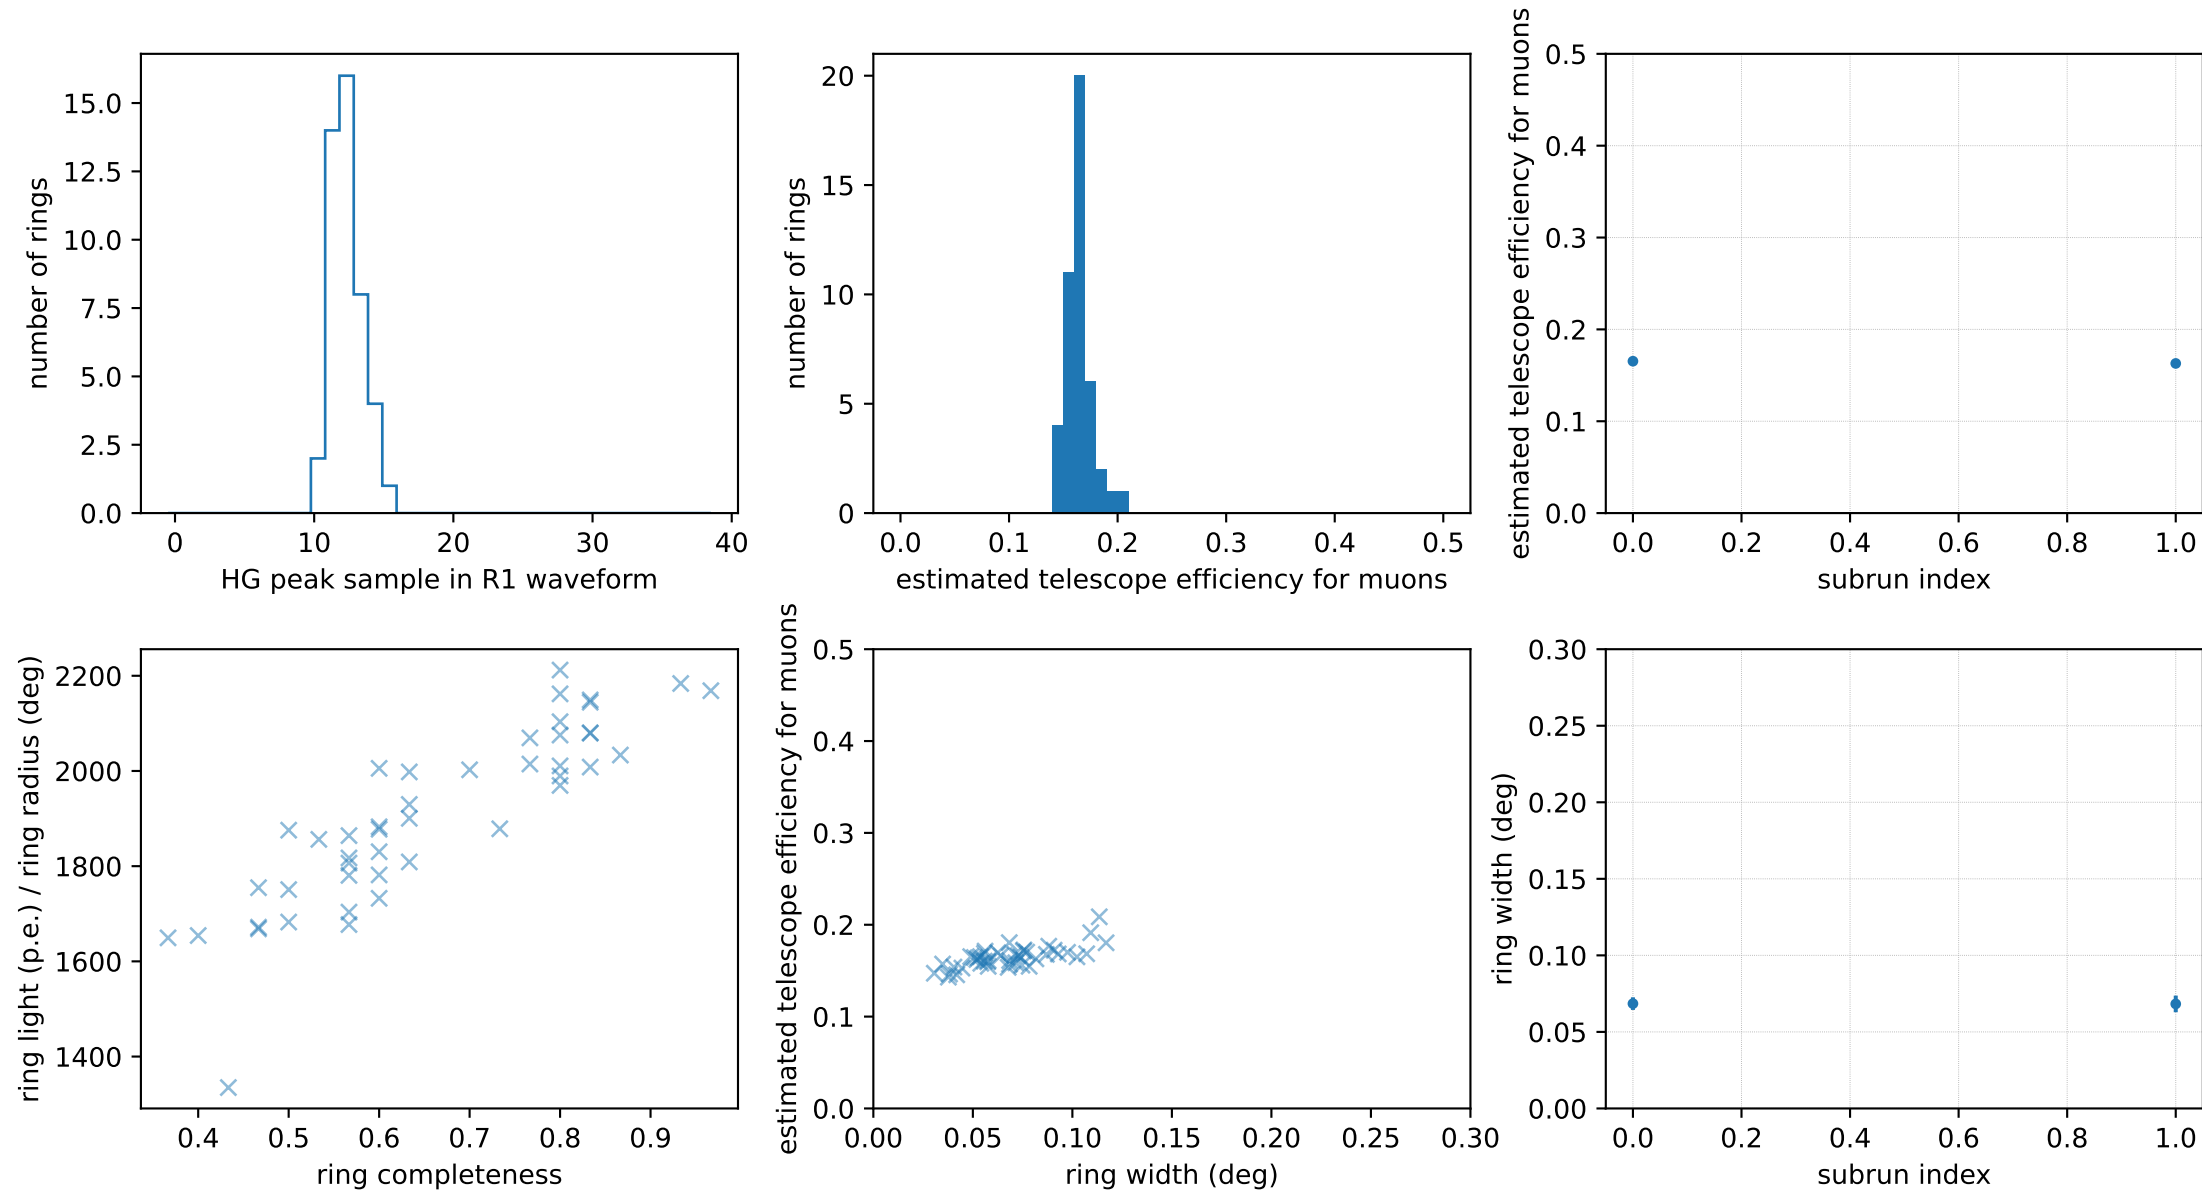 number of rings
15.0
12.5
10.0
7.5
5.0
2.5
0.0
0 10 20 30 40
HG peak sample in R1 waveform
number of rings
20
15
10
5
0
0.0 0.1 0.2 0.3 0.4 0.5
estimated telescope efficiency for muons
estimated telescope efficiency for muons
0.5
0.4
0.3
0.2
0.1
0.0
0.0 0.2 0.4 0.6 0.8 1.0
subrun index
ring light (p.e.) / ring radius (deg)
2200
2000
1800
1600
1400
0.4 0.5 0.6 0.7 0.8 0.9
ring completeness
estimated telescope efficiency for muons
0.5
0.4
0.3
0.2
0.1
0.0
0.00 0.05 0.10 0.15 0.20 0.25 0.30
ring width (deg)
ring width (deg)
0.30
0.25
0.20
0.15
0.10
0.05
0.00
0.0 0.2 0.4 0.6 0.8 1.0
subrun index